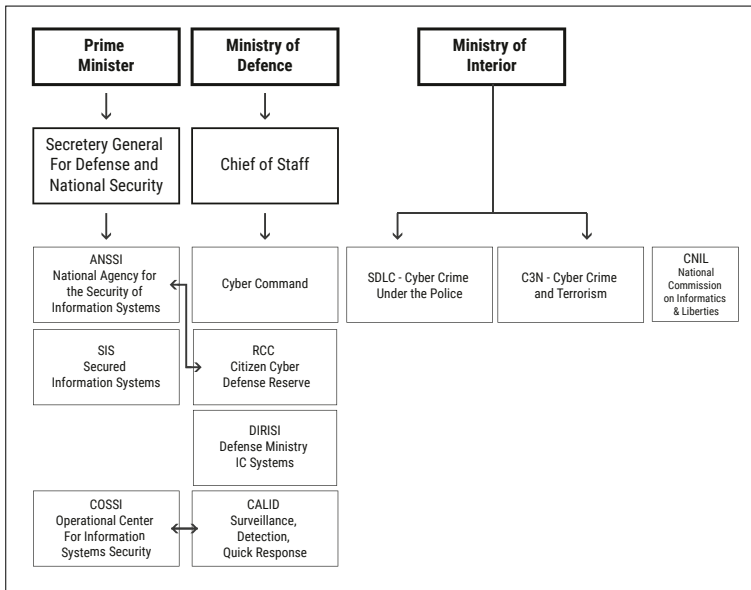 Prime
Minister
Ministry of
Defence
Ministry of
Interior
Secretery General
For Defense and
National Security
Chief of Staff
ANSSI
National Agency for
the Security of
Information Systems
Cyber Command
SDLC - Cyber Crime
Under the Police
C3N - Cyber Crime
and Terrorism
CNIL
National
Commission
on Informatics
& Liberties
SIS
Secured
Information Systems
RCC
Citizen Cyber
Defense Reserve
DIRISI
Defense Ministry
IC Systems
COSSI
Operational Center
For Information
Systems Security
CALID
Surveillance,
Detection,
Quick Response